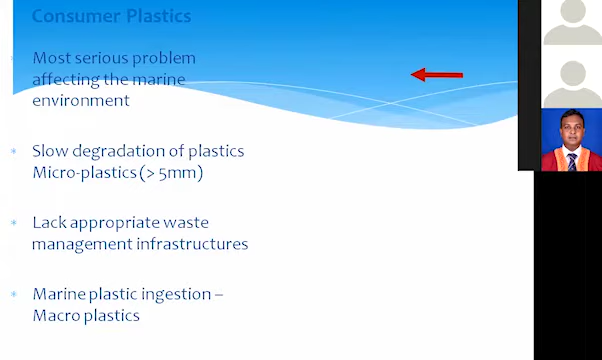 Consumer Plastics
* Most serious problem
affecting the marine
environment
* Slow degradation of plastics
Micro-plastics (> 5mm)
* Lack appropriate waste
management infrastructures
* Marine plastic ingestion –
Macro plastics